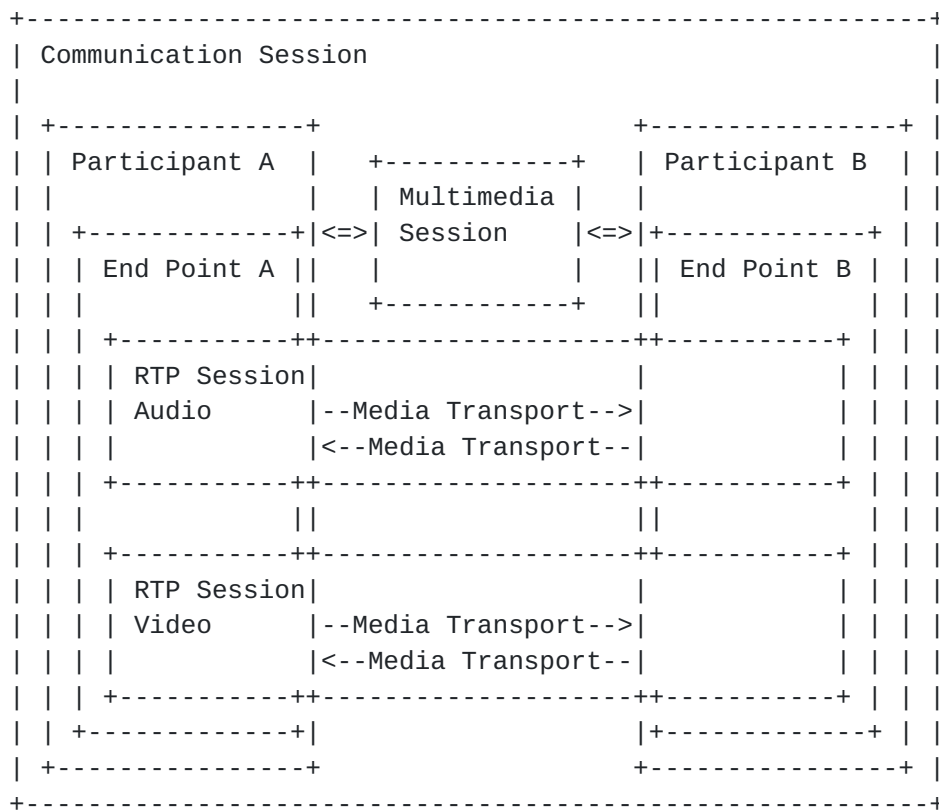 Communication Session
Participant A Participant B
Multimedia
<=> Session <=>
End Point A End Point B
RTP Session
Audio --Media Transport-->
<--Media Transport--
RTP Session
Video --Media Transport-->
<--Media Transport--